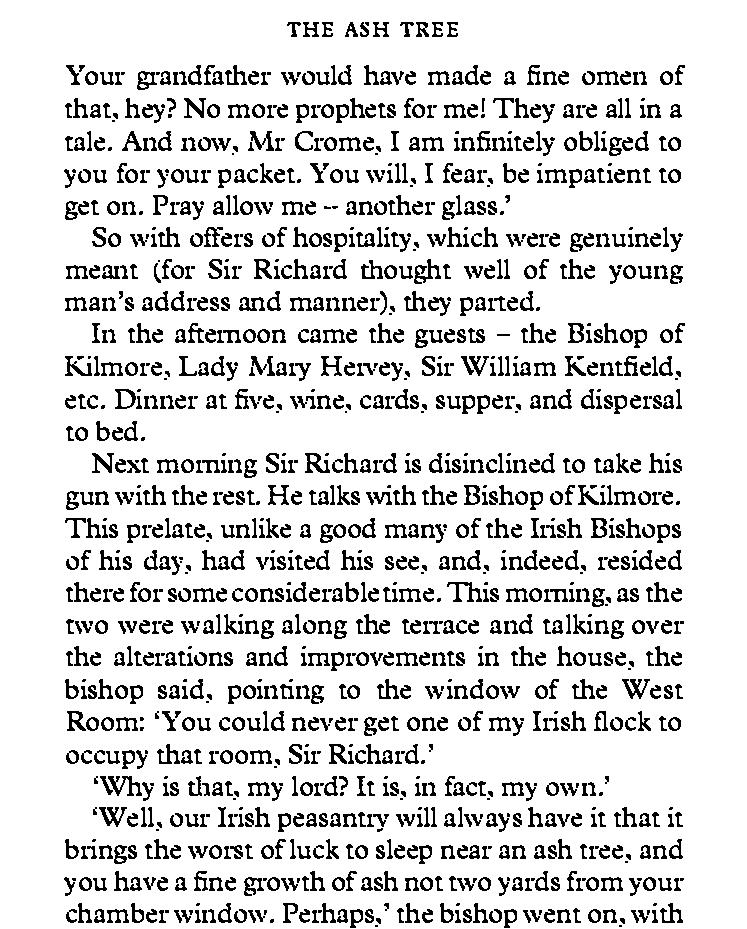 THE ASH TREE
Your grandfather would have made a fine omen of
that, hey? No more prophets for me! They are all in a
tale. And now, Mr Crome, I am infinitely obliged to
you for your packet. You will, I fear, be impatient to
get on. Pray allow me – another glass.’
So with offers of hospitality, which were genuinely
meant (for Sir Richard thought well of the young
man’s address and manner), they parted.
In the afternoon came the guests – the Bishop of
Kilmore, Lady Mary Hervey, Sir William Kentfield,
etc. Dinner at five, wine, cards, supper, and dispersal
to bed.
Next morning Sir Richard is disinclined to take his
gun with the rest. He talks with the Bishop of Kilmore.
This prelate, unlike a good many of the Irish Bishops
of his day, had visited his see, and, indeed, resided
there for some considerable time. This morning, as the
two were walking along the terrace and talking over
the alterations and improvements in the house, the
bishop said, pointing to the window of the West
Room: ‘You could never get one of my Irish flock to
occupy that room, Sir Richard.’
‘Why is that, my lord? It is, in fact, my own.’
‘Well, our Irish peasantry will always have it that it
brings the worst of luck to sleep near an ash tree, and
you have a fine growth of ash not two yards from your
chamber window. Perhaps,’ the bishop went on, with